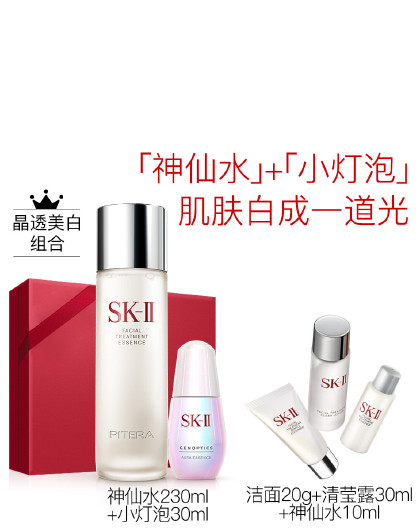 「神仙水」+「小灯泡」
肌肤白成一道光
晶透美白
组合
SK-II
FACIAL
TREATMENT
ESSENCE
PITERA
SK-II
GENOPTICS
AURA ESSENCE
SK-II
SK-II
SK-II
神仙水230ml
+小灯泡30ml
洁面20g+清莹露30ml
+神仙水10ml